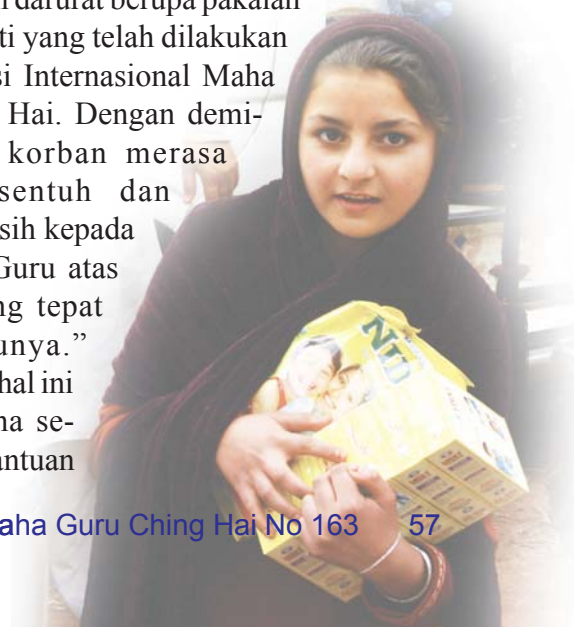 darurat berupa pakaian
ti yang telah dilakukan
si Internasional Maha
Hai. Dengan demi-
korban merasa
sentuh dan
sih kepada
Guru atas
ng tepat
unya.”
hal ini
na se-
antuan
aha Guru Ching Hai No 163 57